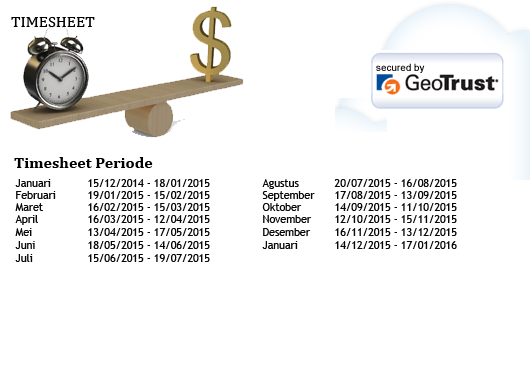 TIMESHEET
$
secured by
GeoTrust
Timesheet Periode
Januari 15/12/2014 - 18/01/2015
Februari 19/01/2015 - 15/02/2015
Maret 16/02/2015 - 15/03/2015
April 16/03/2015 - 12/04/2015
Mei 13/04/2015 - 17/05/2015
Juni 18/05/2015 - 14/06/2015
Juli 15/06/2015 - 19/07/2015
Agustus 20/07/2015 - 16/08/2015
September 17/08/2015 - 13/09/2015
Oktober 14/09/2015 - 11/10/2015
November 12/10/2015 - 15/11/2015
Desember 16/11/2015 - 13/12/2015
Januari 14/12/2015 - 17/01/2016